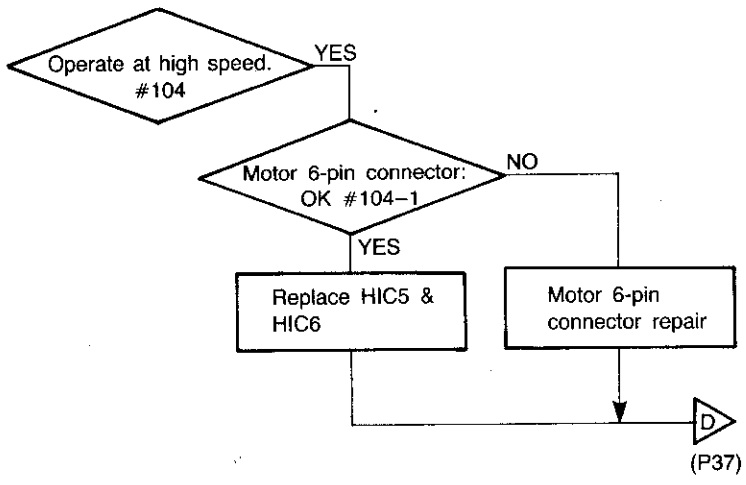 Operate at high speed.
#104
YES
Motor 6-pin connector:
OK #104-1
NO
YES
Replace HIC5 &
HIC6
Motor 6-pin
connector repair
D
(P37)